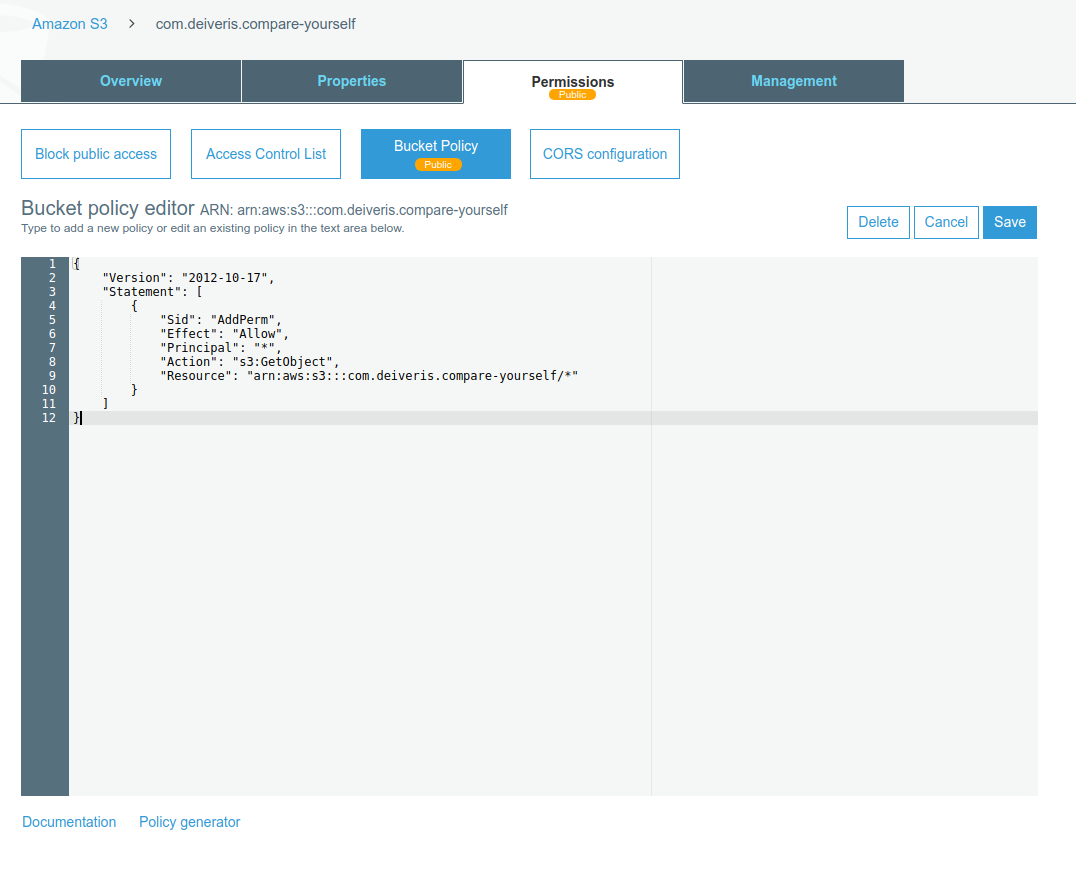 Amazon S3 > com.deiveris.compare-yourself
Overview Properties Permissions Management
Public
Block public access Access Control List Bucket Policy CORS configuration
Public
Bucket policy editor ARN: arn:aws:s3:::com.deiveris.compare-yourself
Type to add a new policy or edit an existing policy in the text area below.
Delete Cancel Save
1 {
2 "Version": "2012-10-17",
3 "Statement": [
4 {
5 "Sid": "AddPerm",
6 "Effect": "Allow",
7 "Principal": "*",
8 "Action": "s3:GetObject",
9 "Resource": "arn:aws:s3:::com.deiveris.compare-yourself/*"
10 }
11 ]
12 }
Documentation Policy generator